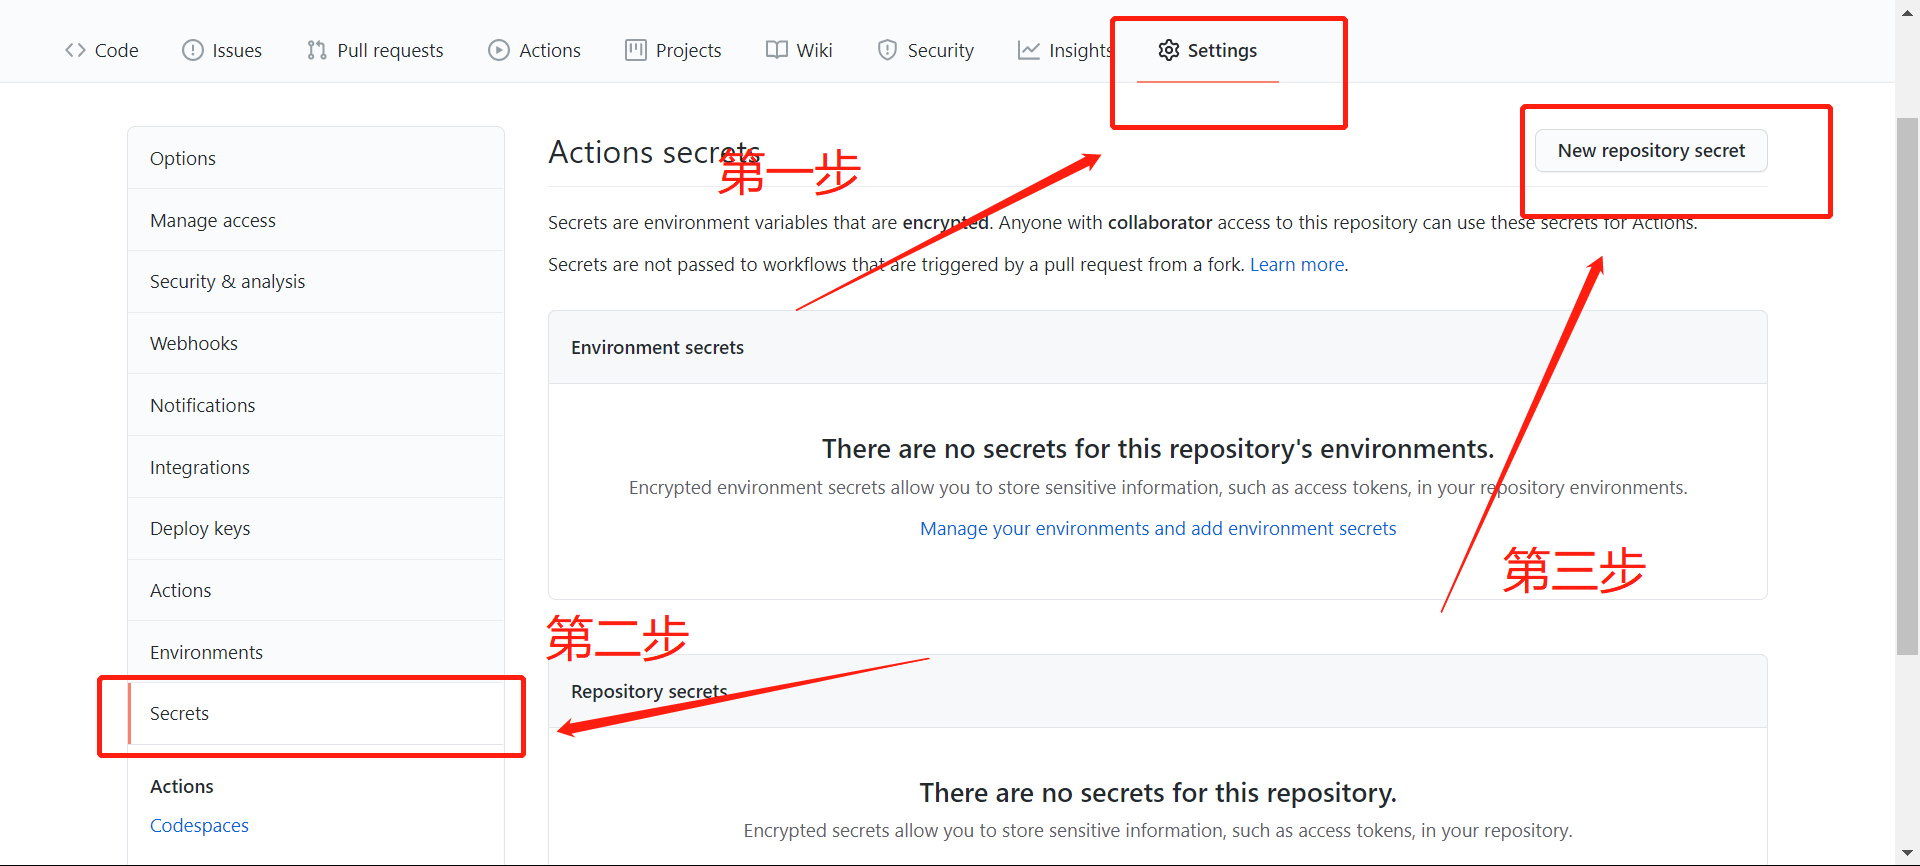 Code Issues Pull requests Actions Projects Wiki Security Insights Settings
Options
Manage access
Security & analysis
Webhooks
Notifications
Integrations
Deploy keys
Actions
Environments
Secrets
Actions
Codespaces
Actions secrets
New repository secret
第一步
Secrets are environment variables that are encrypted. Anyone with collaborator access to this repository can use these secrets for Actions.
Secrets are not passed to workflows that are triggered by a pull request from a fork. Learn more.
Environment secrets
There are no secrets for this repository's environments.
Encrypted environment secrets allow you to store sensitive information, such as access tokens, in your repository environments.
Manage your environments and add environment secrets
第三步
第二步
Repository secrets
There are no secrets for this repository.
Encrypted secrets allow you to store sensitive information, such as access tokens, in your repository.